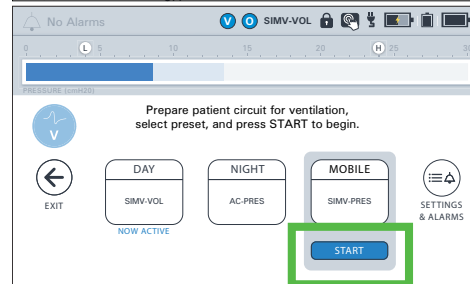 No Alarms
V O SIMV-VOL
0 L 5 10 15 20 H 25 30
PRESSURE (cmH20)
Prepare patient circuit for ventilation,
select preset, and press START to begin.
V
EXIT
DAY
SIMV-VOL
NOW ACTIVE
NIGHT
AC-PRES
MOBILE
SIMV-PRES
START
SETTINGS
& ALARMS